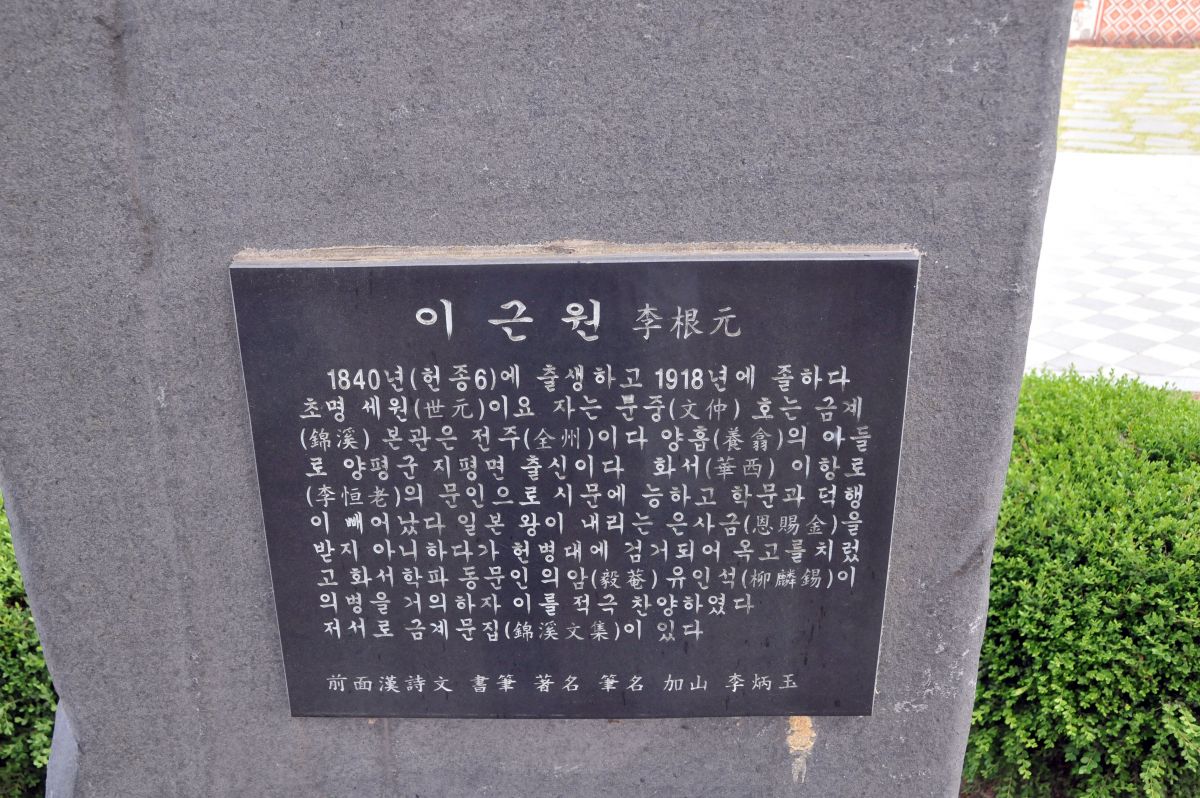 이근원 李根元
1840년(헌종6)에 출생하고 1918년에 졸하다
초명 세원(世元)이요 자는 문중(文仲) 호는 금계
(錦溪) 본관은 전주(全州)이다 양흠(養歆)의 아들
로 양평군 지평면 출신이다 화서(華西) 이항로
(李恒老)의 문인으로 시문에 능하고 학문과 덕행
이 빼어났다 일본 왕이 내리는 은사금(恩賜金)을
받지 아니하다가 헌병대에 검거되어 옥고를 치렀
고 화서학파 동문인 의암(毅菴) 유인석(柳麟錫)이
의병을 거의하자 이를 적극 찬양하였다
저서로 금계문집(錦溪文集)이 있다
前面漢詩文 書筆 著名 筆名 加山 李炳玉